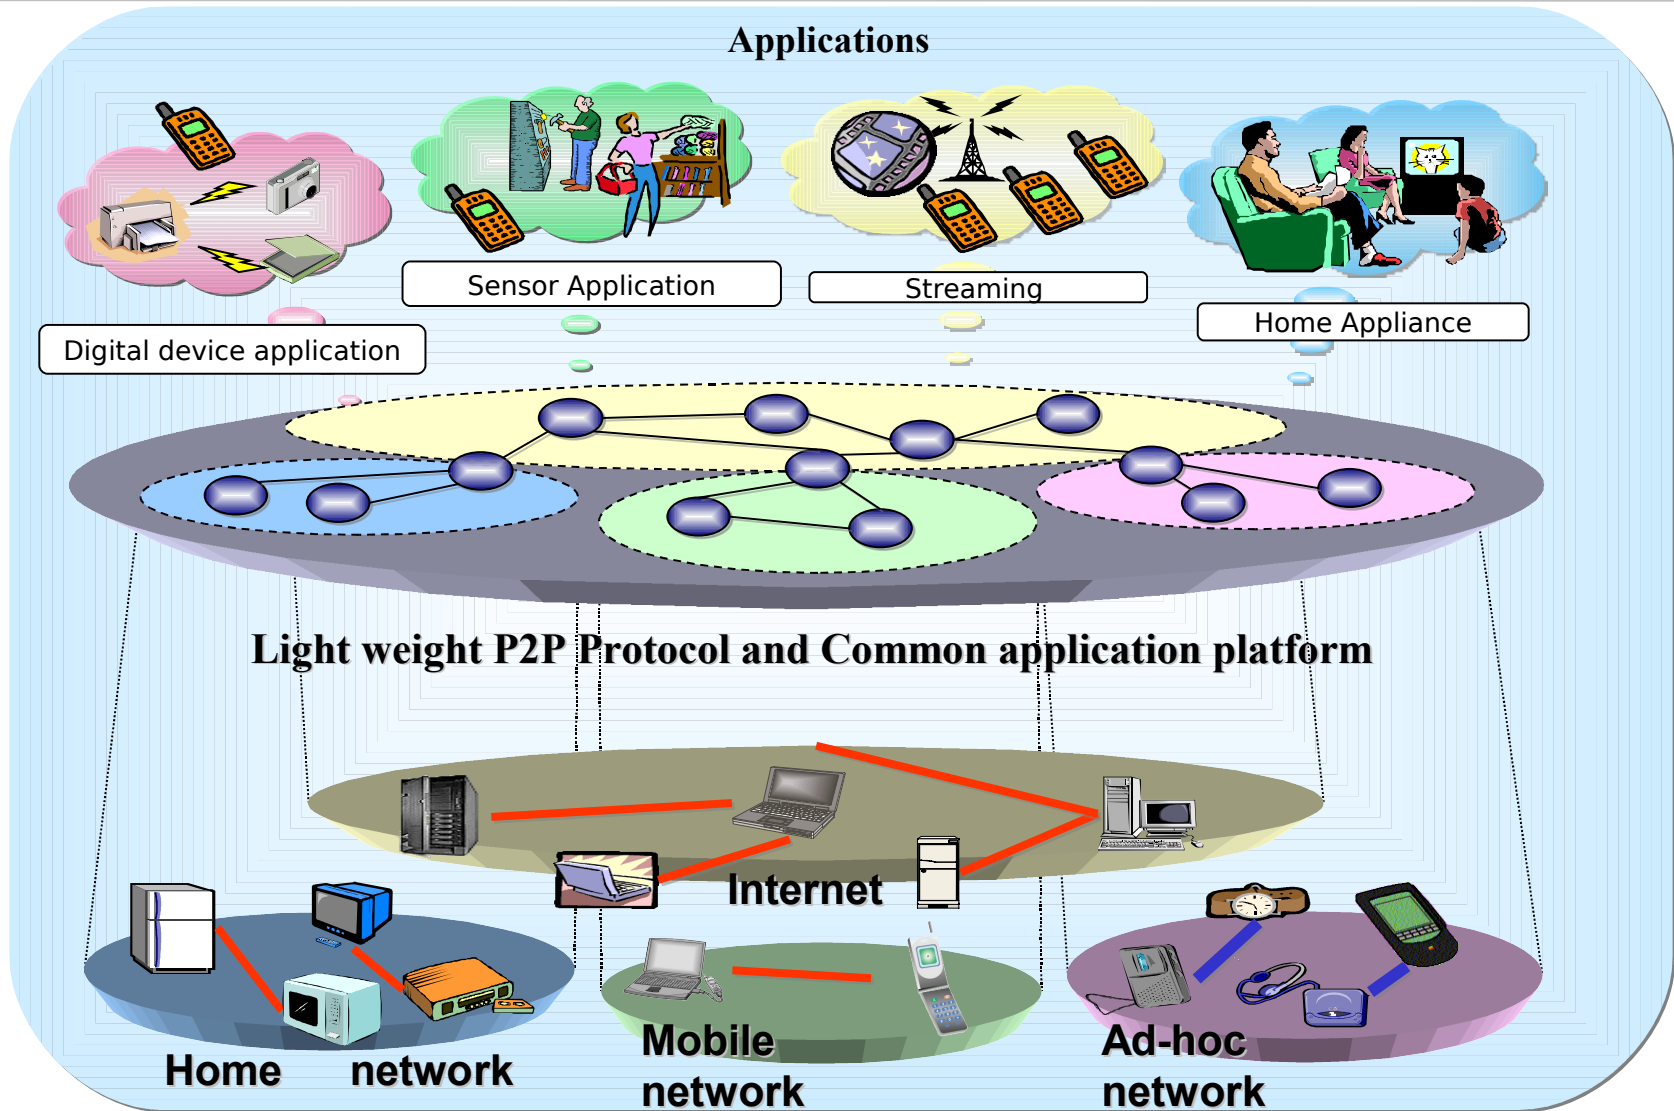 Applications
Sensor Application
Streaming
Home Appliance
Digital device application
Light weight P2P Protocol and Common application platform
Internet
Home network
Mobile
network
Ad-hoc
network